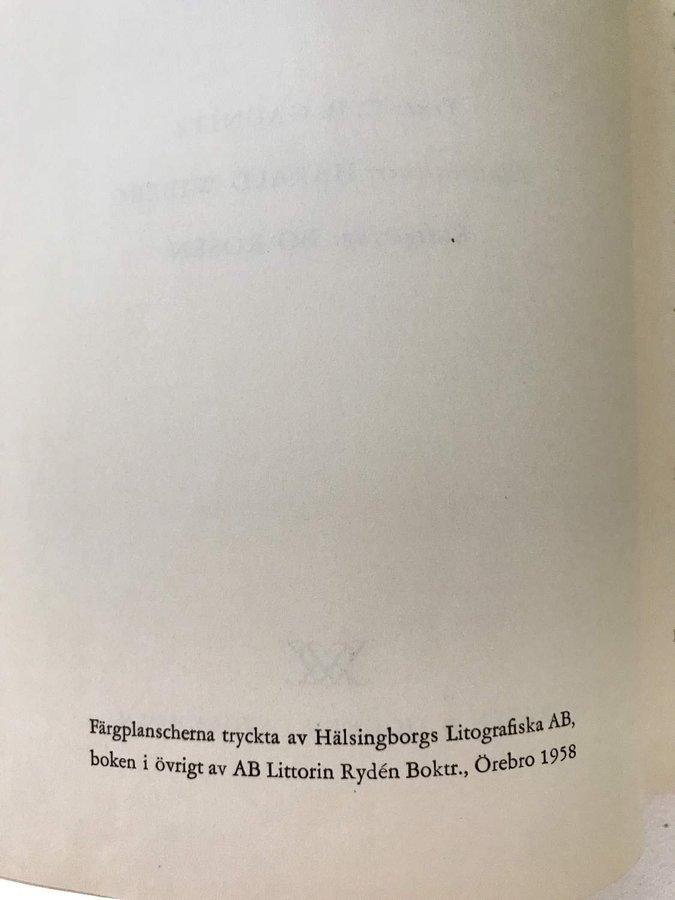 Färgplanscherna tryckta av Hälsingborgs Litografiska AB,
boken i övrigt av AB Littorin Rydén Boktr., Örebro 1958